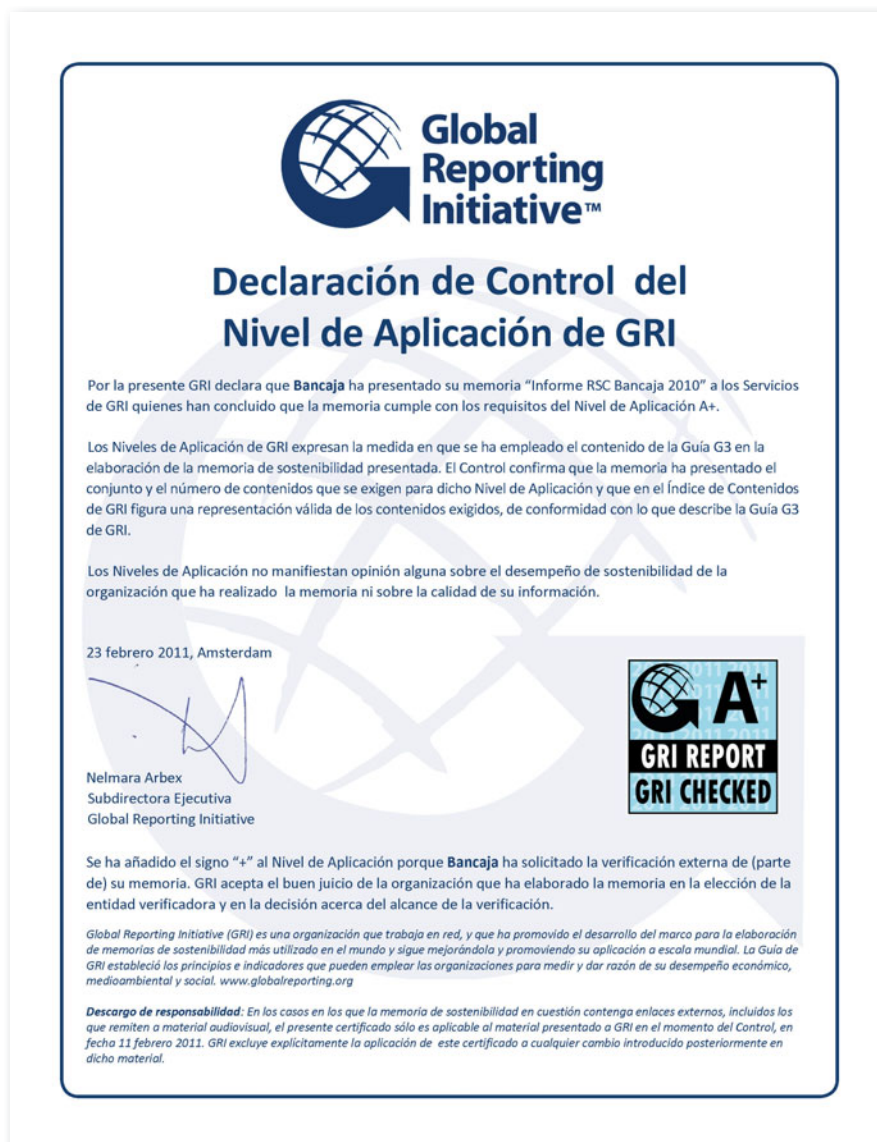 Global
Reporting
Initiative™
Declaración de Control del
Nivel de Aplicación de GRI
Por la presente GRI declara que Bancaja ha presentado su memoria “Informe RSC Bancaja 2010” a los Servicios
de GRI quienes han concluido que la memoria cumple con los requisitos del Nivel de Aplicación A+.
Los Niveles de Aplicación de GRI expresan la medida en que se ha empleado el contenido de la Guía G3 en la
elaboración de la memoria de sostenibilidad presentada. El Control confirma que la memoria ha presentado el
conjunto y el número de contenidos que se exigen para dicho Nivel de Aplicación y que en el Índice de Contenidos
de GRI figura una representación válida de los contenidos exigidos, de conformidad con lo que describe la Guía G3
de GRI.
Los Niveles de Aplicación no manifiestan opinión alguna sobre el desempeño de sostenibilidad de la
organización que ha realizado la memoria ni sobre la calidad de su información.
23 febrero 2011, Amsterdam
A+
GRI REPORT
GRI CHECKED
Nelmara Arbex
Subdirectora Ejecutiva
Global Reporting Initiative
Se ha añadido el signo “+” al Nivel de Aplicación porque Bancaja ha solicitado la verificación externa de (parte
de) su memoria. GRI acepta el buen juicio de la organización que ha elaborado la memoria en la elección de la
entidad verificadora y en la decisión acerca del alcance de la verificación.
Global Reporting Initiative (GRI) es una organización que trabaja en red, y que ha promovido el desarrollo del marco para la elaboración
de memorias de sostenibilidad más utilizado en el mundo y sigue mejorándola y promoviendo su aplicación a escala mundial. La Guía de
GRI estableció los principios e indicadores que pueden emplear las organizaciones para medir y dar razón de su desempeño económico,
medioambiental y social. www.globalreporting.org
Descargo de responsabilidad: En los casos en los que la memoria de sostenibilidad en cuestión contenga enlaces externos, incluidos los
que remiten a material audiovisual, el presente certificado sólo es aplicable al material presentado a GRI en el momento del Control, en
fecha 11 febrero 2011. GRI excluye explícitamente la aplicación de este certificado a cualquier cambio introducido posteriormente en
dicho material.